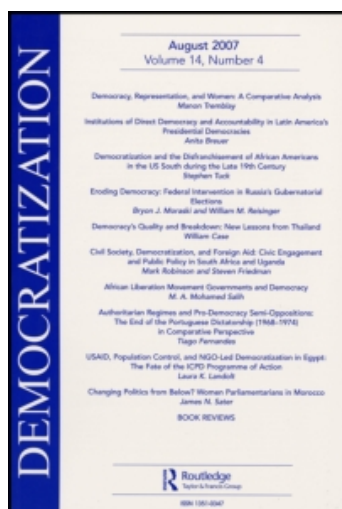 DEMOCRATIZATION
August 2007
Volume 14, Number 4
Democracy, Representation, and Women: A Comparative Analysis
Manon Tremblay
Institutions of Direct Democracy and Accountability in Latin America's
Presidential Democracies
Anita Breuer
Democratization and the Disfranchisement of African Americans
in the US South during the Late 19th Century
Stephen Tuck
Eroding Democracy: Federal Intervention in Russia's Gubernatorial
Elections
Bryon J. Moraski and William M. Reisinger
Democracy's Quality and Breakdown: New Lessons from Thailand
William Case
Civil Society, Democratization, and Foreign Aid: Civic Engagement
and Public Policy in South Africa and Uganda
Mark Robinson and Steven Friedman
African Liberation Movement Governments and Democracy
M. A. Mohamed Salih
Authoritarian Regimes and Pro-Democracy Semi-Oppositions:
The End of the Portuguese Dictatorship (1968–1974)
in Comparative Perspective
Tiago Fernandes
USAID, Population Control, and NGO-Led Democratization in Egypt:
The Fate of the ICPD Programme of Action
Laura K. Landolt
Changing Politics from Below? Women Parliamentarians in Morocco
James N. Sater
BOOK REVIEWS
R
Routledge
Taylor & Francis Group
ISSN 1351-0347